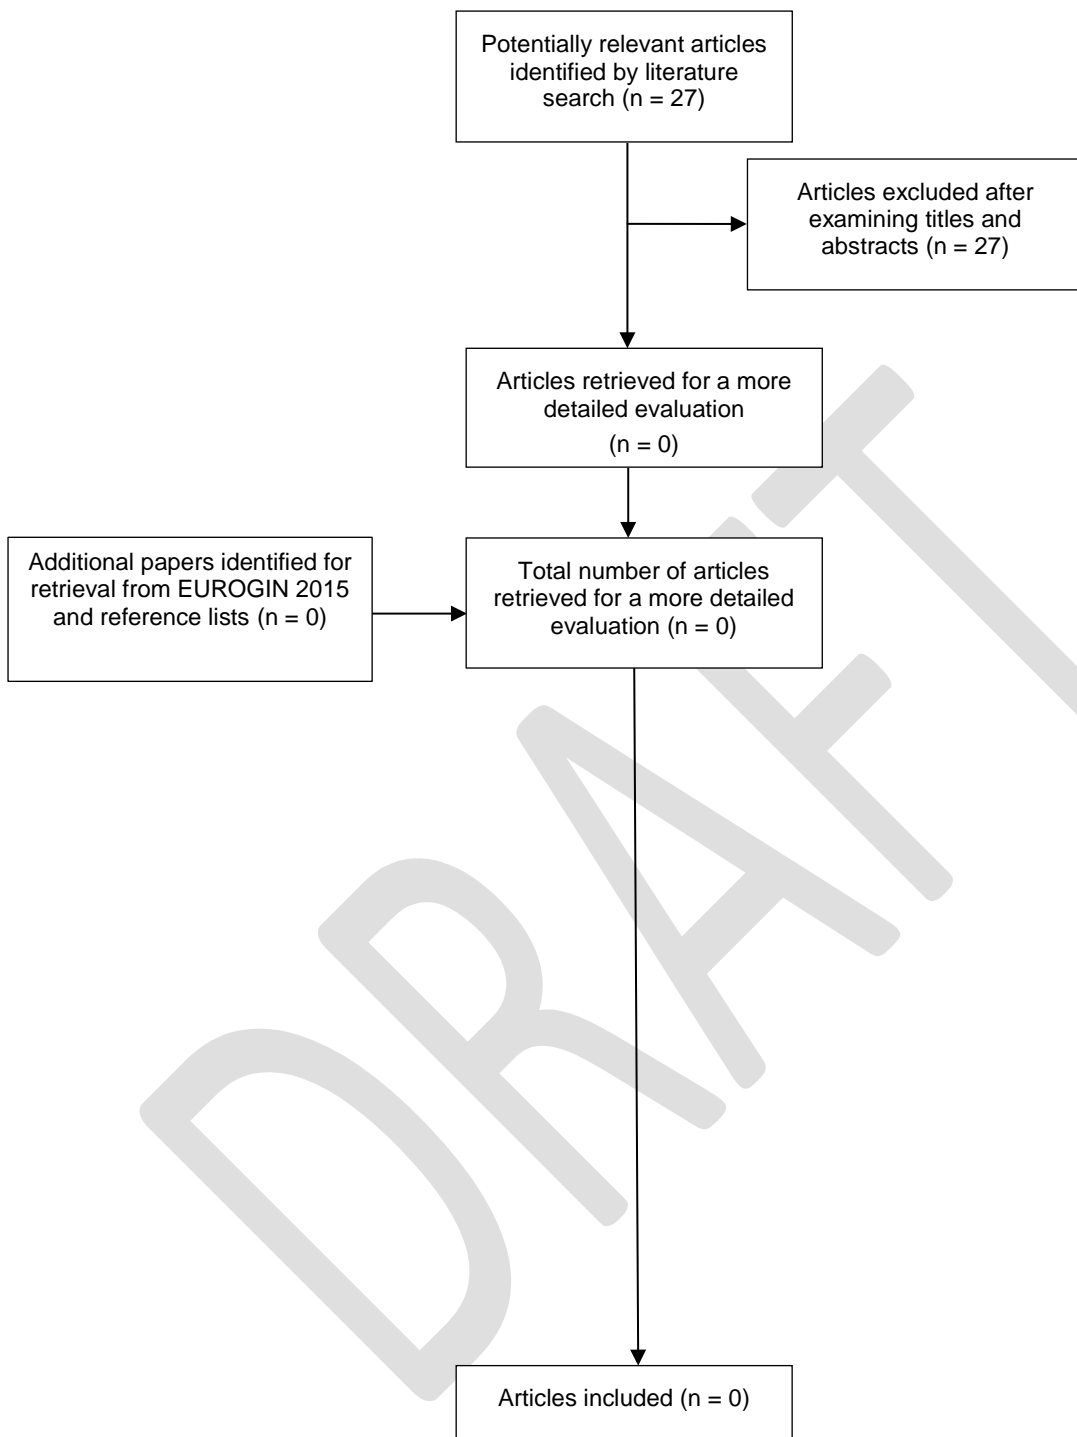 Potentially relevant articles
identified by literature
search (n = 27)
Articles excluded after
examining titles and
abstracts (n = 27)
Articles retrieved for a more
detailed evaluation
(n = 0)
Additional papers identified for
retrieval from EUROGIN 2015
and reference lists (n = 0)
Total number of articles
retrieved for a more detailed
evaluation (n = 0)
Articles included (n = 0)
DRAFT